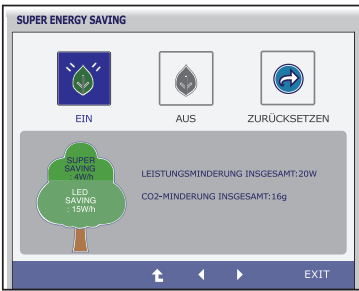 SUPER ENERGY SAVING
EIN
AUS
ZURÜCKSETZEN
SUPER
SAVING
: 4W/h
LED
SAVING
: 15W/h
LEISTUNGSMINDERUNG INSGESAMT:20W
CO2-MINDERUNG INSGESAMT:16g
EXIT